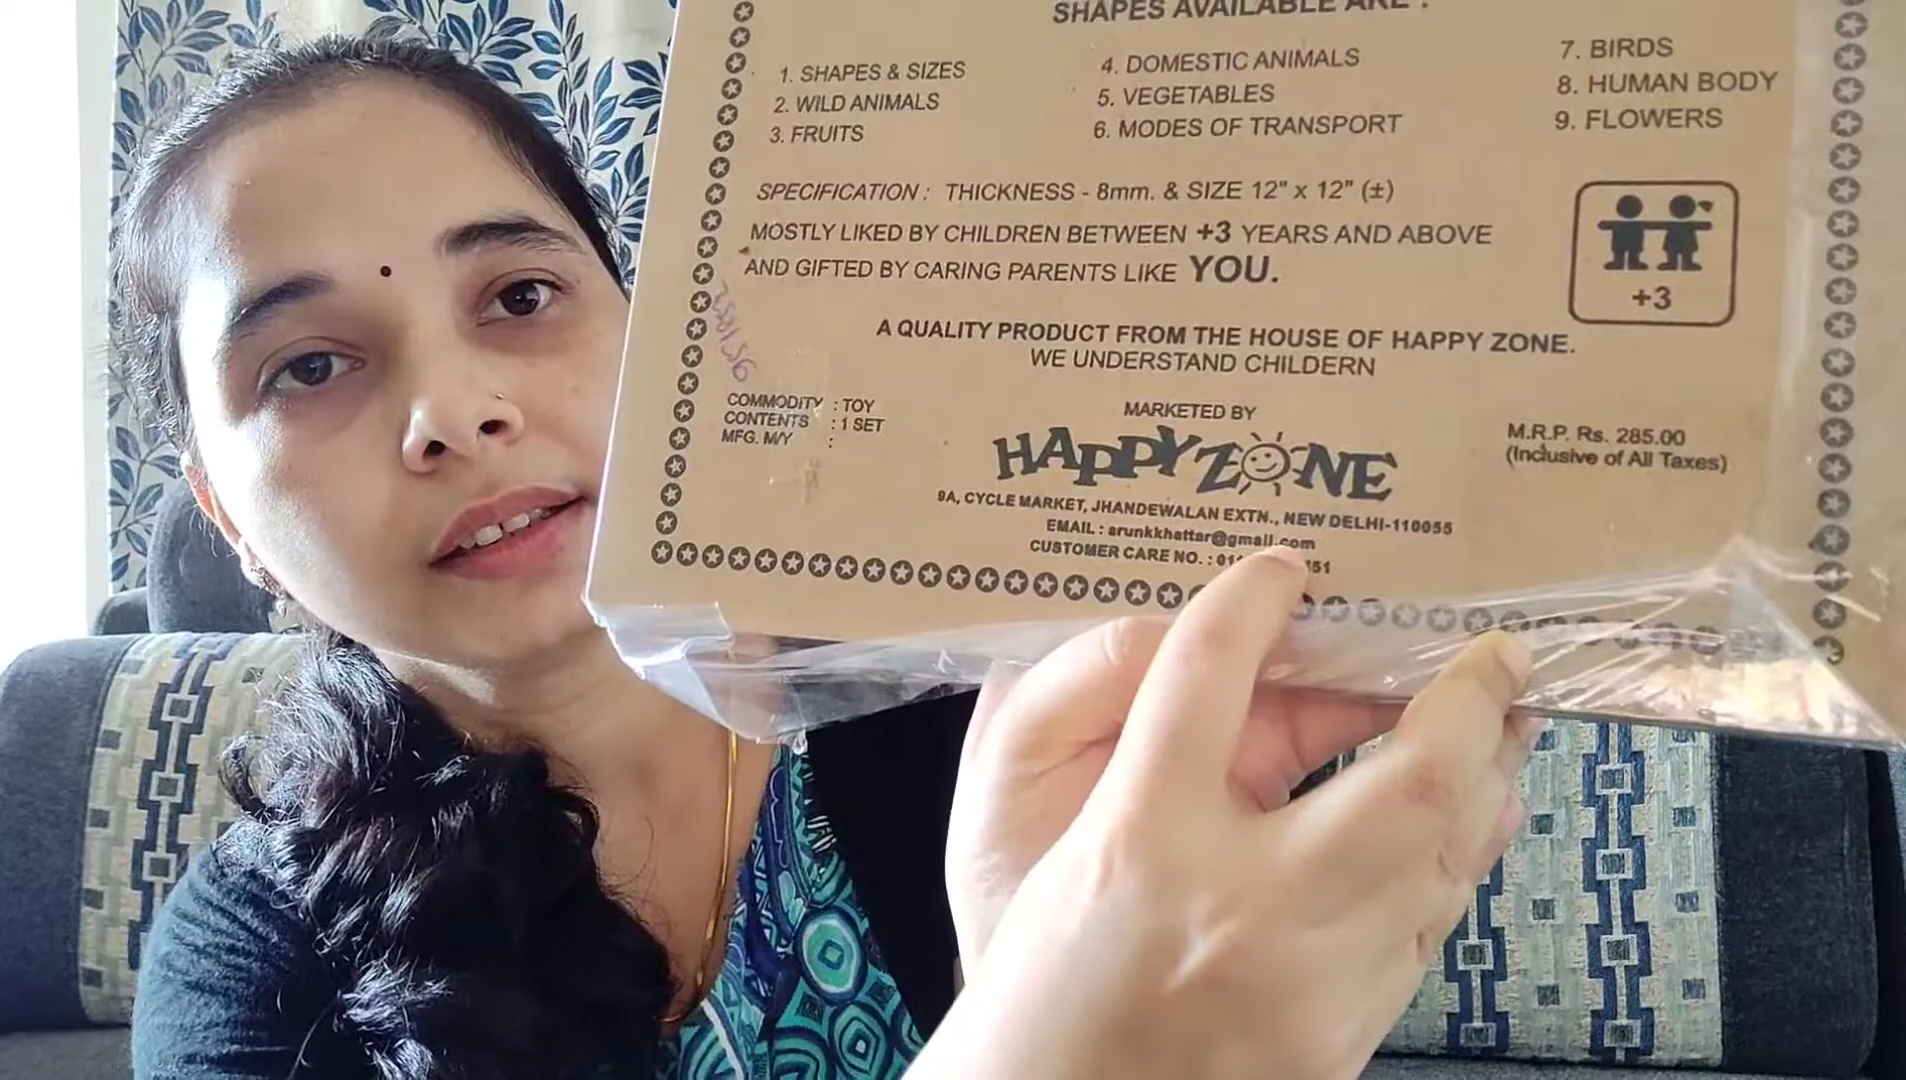 SHAPES AVAILABLE ARE :
1. SHAPES & SIZES
2. WILD ANIMALS
3. FRUITS
4. DOMESTIC ANIMALS
5. VEGETABLES
6. MODES OF TRANSPORT
7. BIRDS
8. HUMAN BODY
9. FLOWERS
SPECIFICATION : THICKNESS - 8mm. & SIZE 12" x 12" (±)
MOSTLY LIKED BY CHILDREN BETWEEN +3 YEARS AND ABOVE
AND GIFTED BY CARING PARENTS LIKE YOU.
+3
A QUALITY PRODUCT FROM THE HOUSE OF HAPPY ZONE.
WE UNDERSTAND CHILDERN
COMMODITY : TOY
CONTENTS : 1 SET
MFG. M/Y :
MARKETED BY
HAPPY ZONE
9A, CYCLE MARKET, JHANDEWALAN EXTN., NEW DELHI-110055
EMAIL : arunkkhattar@gmail.com
CUSTOMER CARE NO. :
M.R.P. Rs. 285.00
(Inclusive of All Taxes)